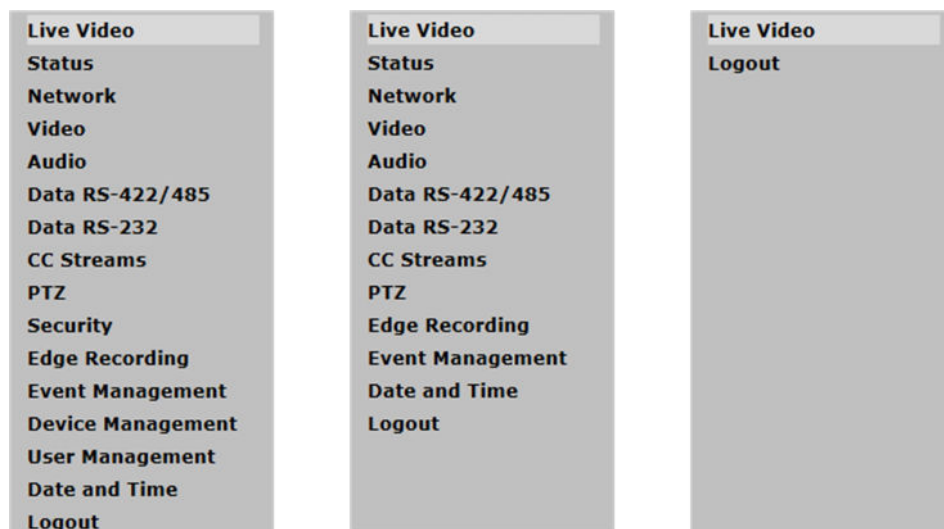 Live Video
Status
Network
Video
Audio
Data RS-422/485
Data RS-232
CC Streams
PTZ
Security
Edge Recording
Event Management
Device Management
User Management
Date and Time
Logout
Live Video
Status
Network
Video
Audio
Data RS-422/485
Data RS-232
CC Streams
PTZ
Edge Recording
Event Management
Date and Time
Logout
Live Video
Logout